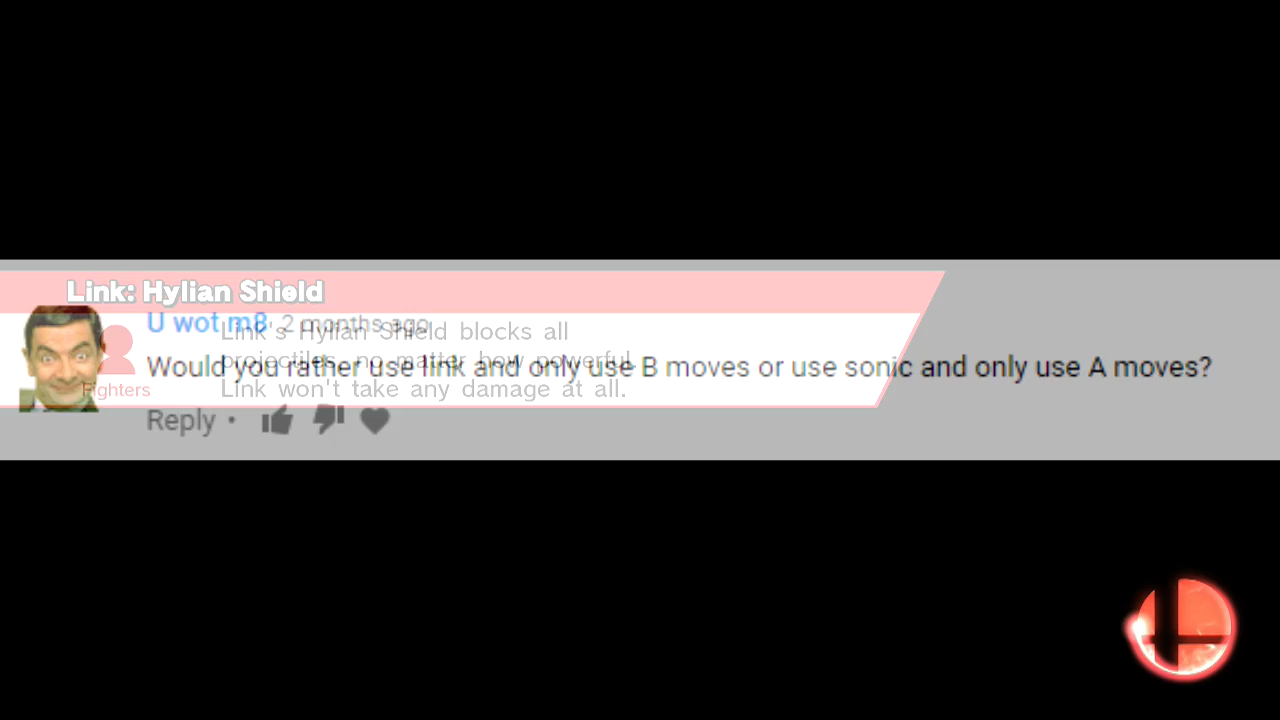 Link: Hylian Shield
U wot m8 2 months ago
Link's Hylian Shield blocks all
projectiles, no matter how powerful.
Would you rather use link and only use B moves or use sonic and only use A moves?
Fighters
Link won't take any damage at all.
Reply •